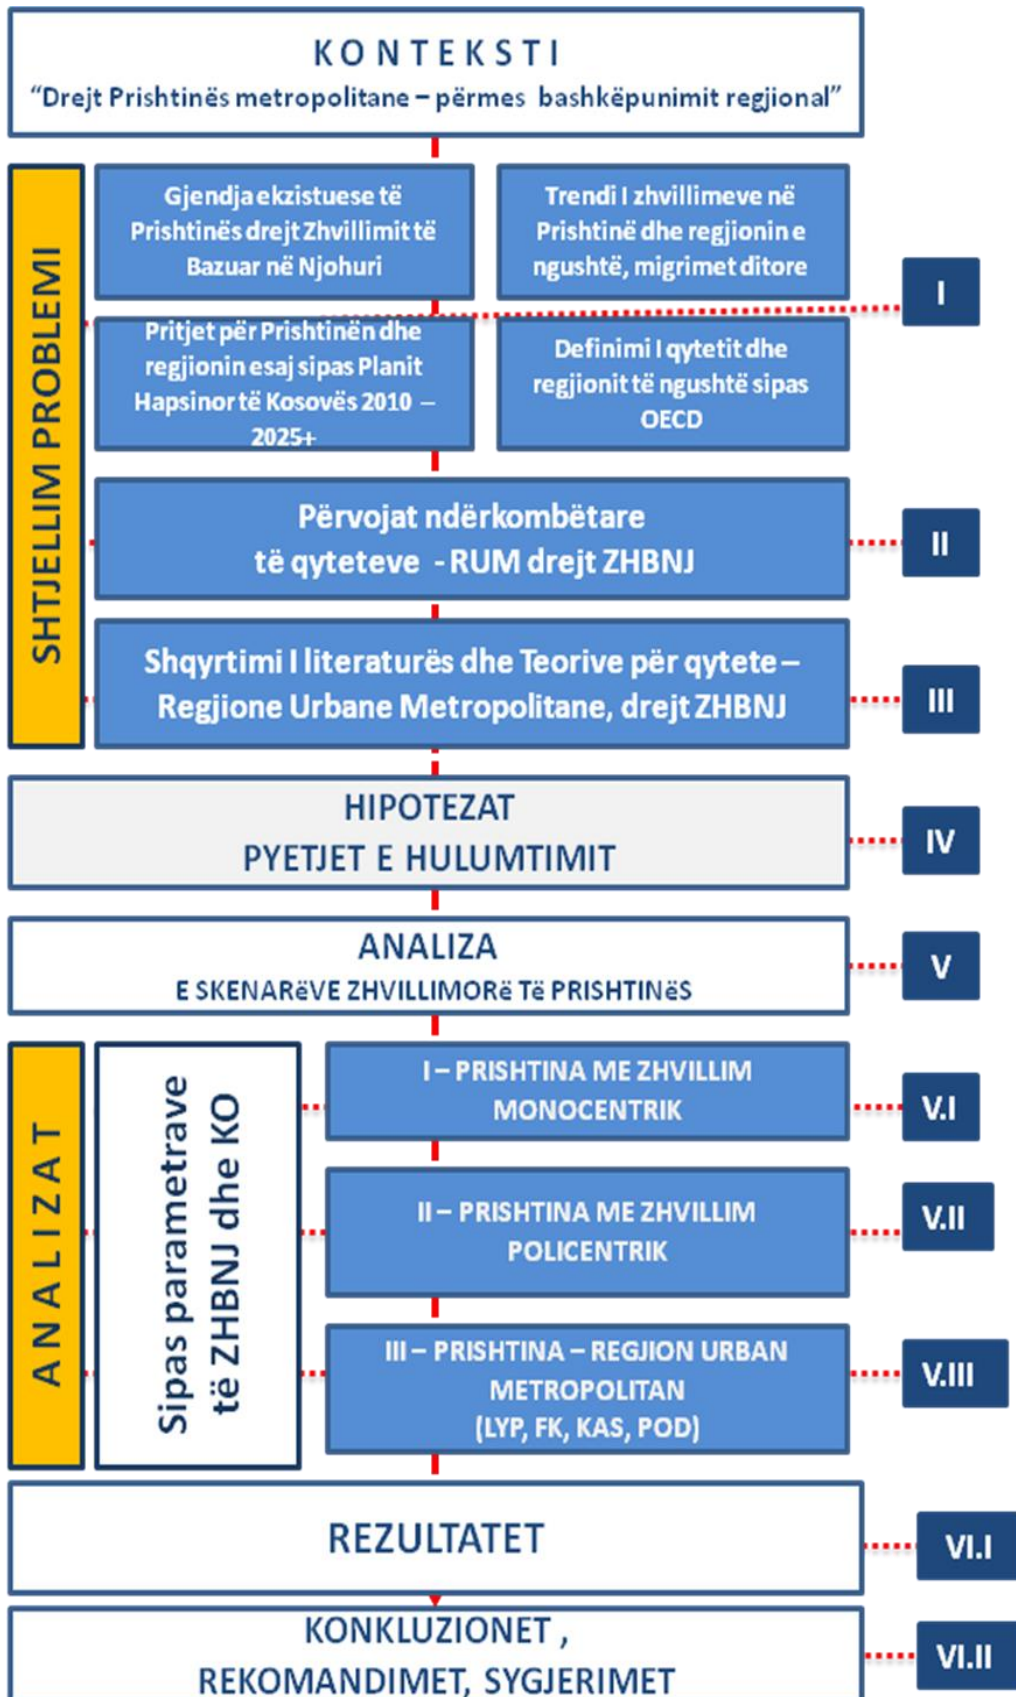 KONTEKSTI
“Drejt Prishtinës metropolitane – përmes bashkëpunimit regjional”
SHTJELLIM PROBLEMI
Gjendja ekzistuese të
Prishtinës drejt Zhvillimit të
Bazuar në Njohuri
Trendi I zhvillimeve në
Prishtinë dhe regjionin e
ngushtë, migrimet ditore
I
Pritjet për Prishtinën dhe
regjionin esaj sipas Planit
Hapsinor të Kosovës 2010 –
2025+
Definimi I qytetit dhe
regjionit të ngushtë sipas
OECD
Përvojat ndërkombëtare
të qyteteve - RUM drejt ZHBNJ
II
Shqyrtimi I literaturës dhe Teorive për qytete –
Regjione Urbane Metropolitane, drejt ZHBNJ
III
HIPOTEZAT
PYETJET E HULUMTIMIT
IV
ANALIZA
E SKENARëVE ZHVILLIMORë Të PRISHTINëS
V
ANALIZAT
Sipas parametrave
të ZHBNJ dhe KO
I – PRISHTINA ME ZHVILLIM
MONOCENTRIK
V.I
II – PRISHTINA ME ZHVILLIM
POLICENTRIK
V.II
III – PRISHTINA – REGJION URBAN
METROPOLITAN
(LYP, FK, KAS, POD)
V.III
REZULTATET
VI.I
KONKLUZIONET ,
REKOMANDIMET, SYGJERIMET
VI.II